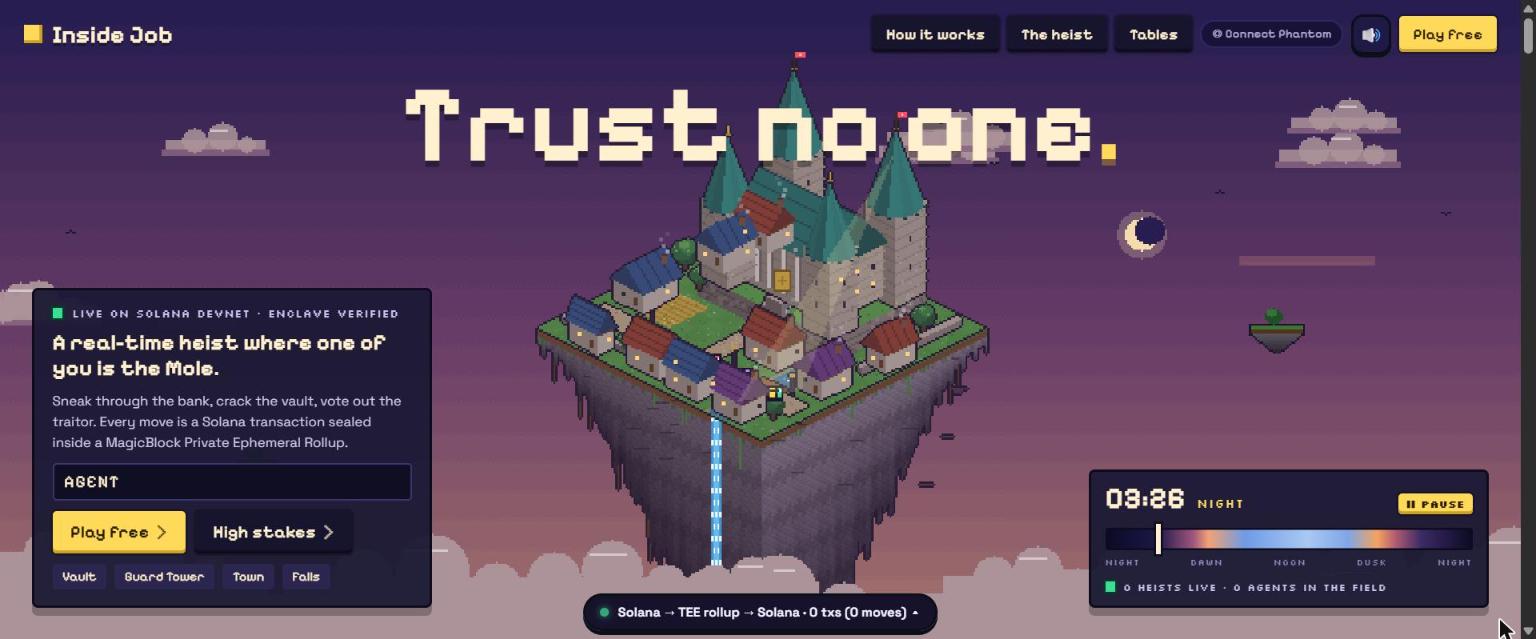 Inside Job
How it works
The heist
Tables
Connect Phantom
Play free
Trust no one.
LIVE ON SOLANA DEVNET · ENCLAVE VERIFIED
A real-time heist where one of
you is the Mole.
Sneak through the bank, crack the vault, vote out the
traitor. Every move is a Solana transaction sealed
inside a MagicBlock Private Ephemeral Rollup.
AGENT
Play free >
High stakes >
Vault
Guard Tower
Town
Falls
03:26 NIGHT
PAUSE
NIGHT DAWN NOON DUSK NIGHT
0 HEISTS LIVE · 0 AGENTS IN THE FIELD
Solana → TEE rollup → Solana · 0 txs (0 moves)